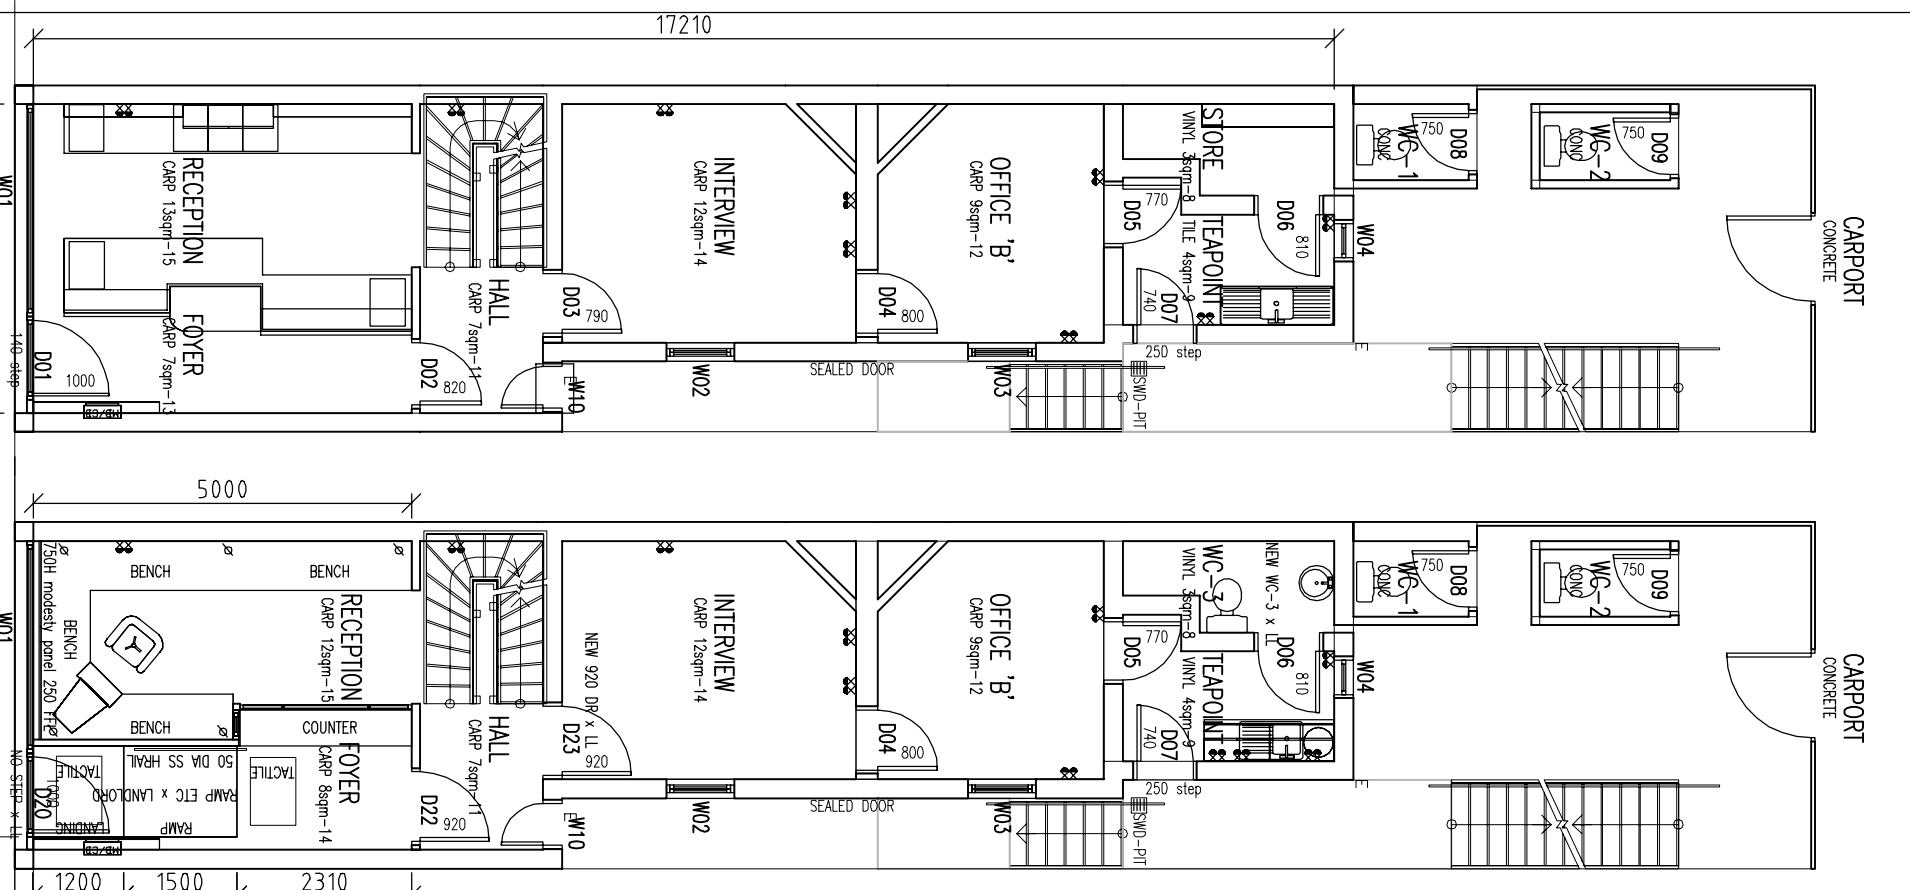 17210
W01
RECEPTION
CARP 13sqm-15
FOYER
CARP 7sqm-13
D01
1000
140 step
MB/CB
HALL
CARP 7sqm-11
D02
820
D03
790
W10
E
INTERVIEW
CARP 12sqm-14
W02
SEALED DOOR
D04
800
OFFICE 'B'
CARP 9sqm-12
W03
SWD-PIT
STORE
VINYL 3sqm-8
D05
770
TEAPOINT
TILE 4sqm-9
D06
810
D07
740
250 step
W04
E
WC-1
CONC
D08
750
WC-2
CONC
D09
750
CARPORT
CONCRETE
5000
W01
750H modesty panel 250 FFL
BENCH
BENCH
BENCH
BENCH
RECEPTION
CARP 12sqm-15
COUNTER
FOYER
CARP 8sqm-14
TACTILE
TACTILE
50 DIA SS HRAIL
RAMP ETC x LANDLORD
RAMP
LANDING
D20
1000
NO STEP x LL
MB/CB
HALL
CARP 7sqm-11
D22
920
D23
920
NEW 920 DR x LL
W10
E
INTERVIEW
CARP 12sqm-14
W02
SEALED DOOR
D04
800
OFFICE 'B'
CARP 9sqm-12
W03
SWD-PIT
WC-3
VINYL 3sqm-8
NEW WC-3 x LL
D05
770
TEAPOINT
VINYL 4sqm-9
D06
810
D07
740
250 step
W04
E
WC-1
CONC
D08
750
WC-2
CONC
D09
750
CARPORT
CONCRETE
1200
1500
2310